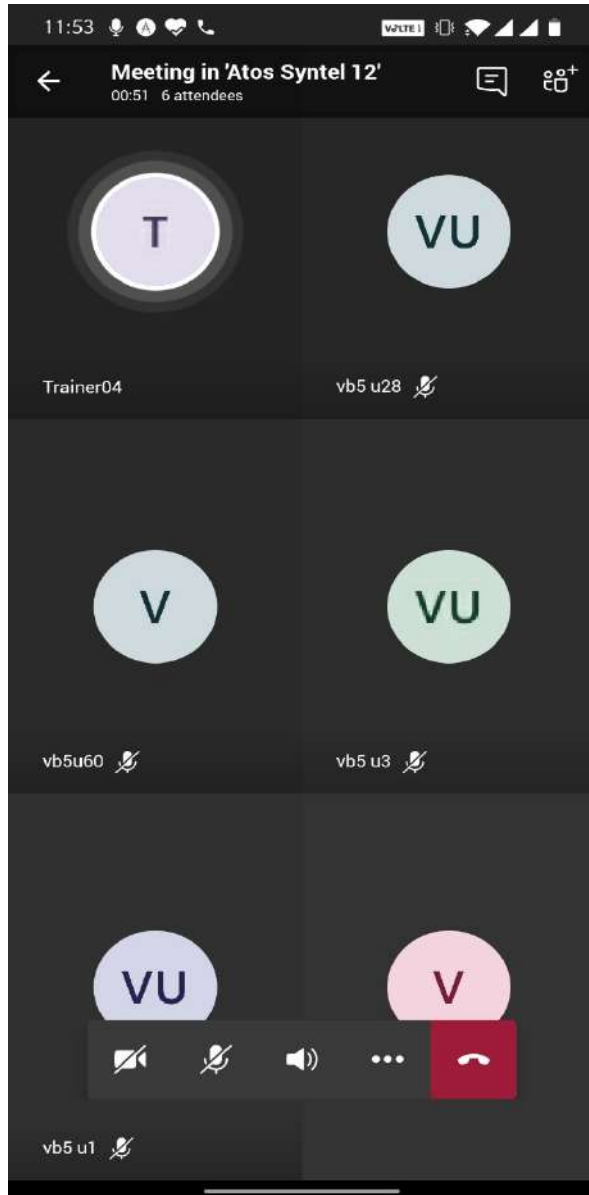 11:53
VoLTE 1
Meeting in 'Atos Syntel 12'
00:51 6 attendees
T
VU
Trainer04
vb5 u28
V
VU
vb5u60
vb5 u3
VU
V
vb5 u1